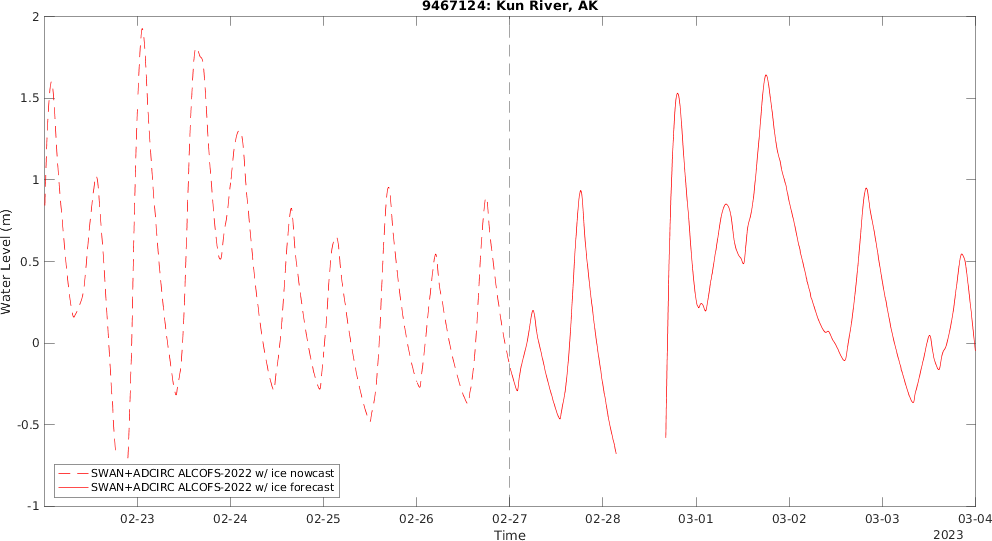 9467124: Kun River, AK
Water Level (m)
2
1.5
1
0.5
0
-0.5
-1
SWAN+ADCIRC ALCOFS-2022 w/ ice nowcast
SWAN+ADCIRC ALCOFS-2022 w/ ice forecast
02-23 02-24 02-25 02-26 02-27 02-28 03-01 03-02 03-03 03-04
Time
2023